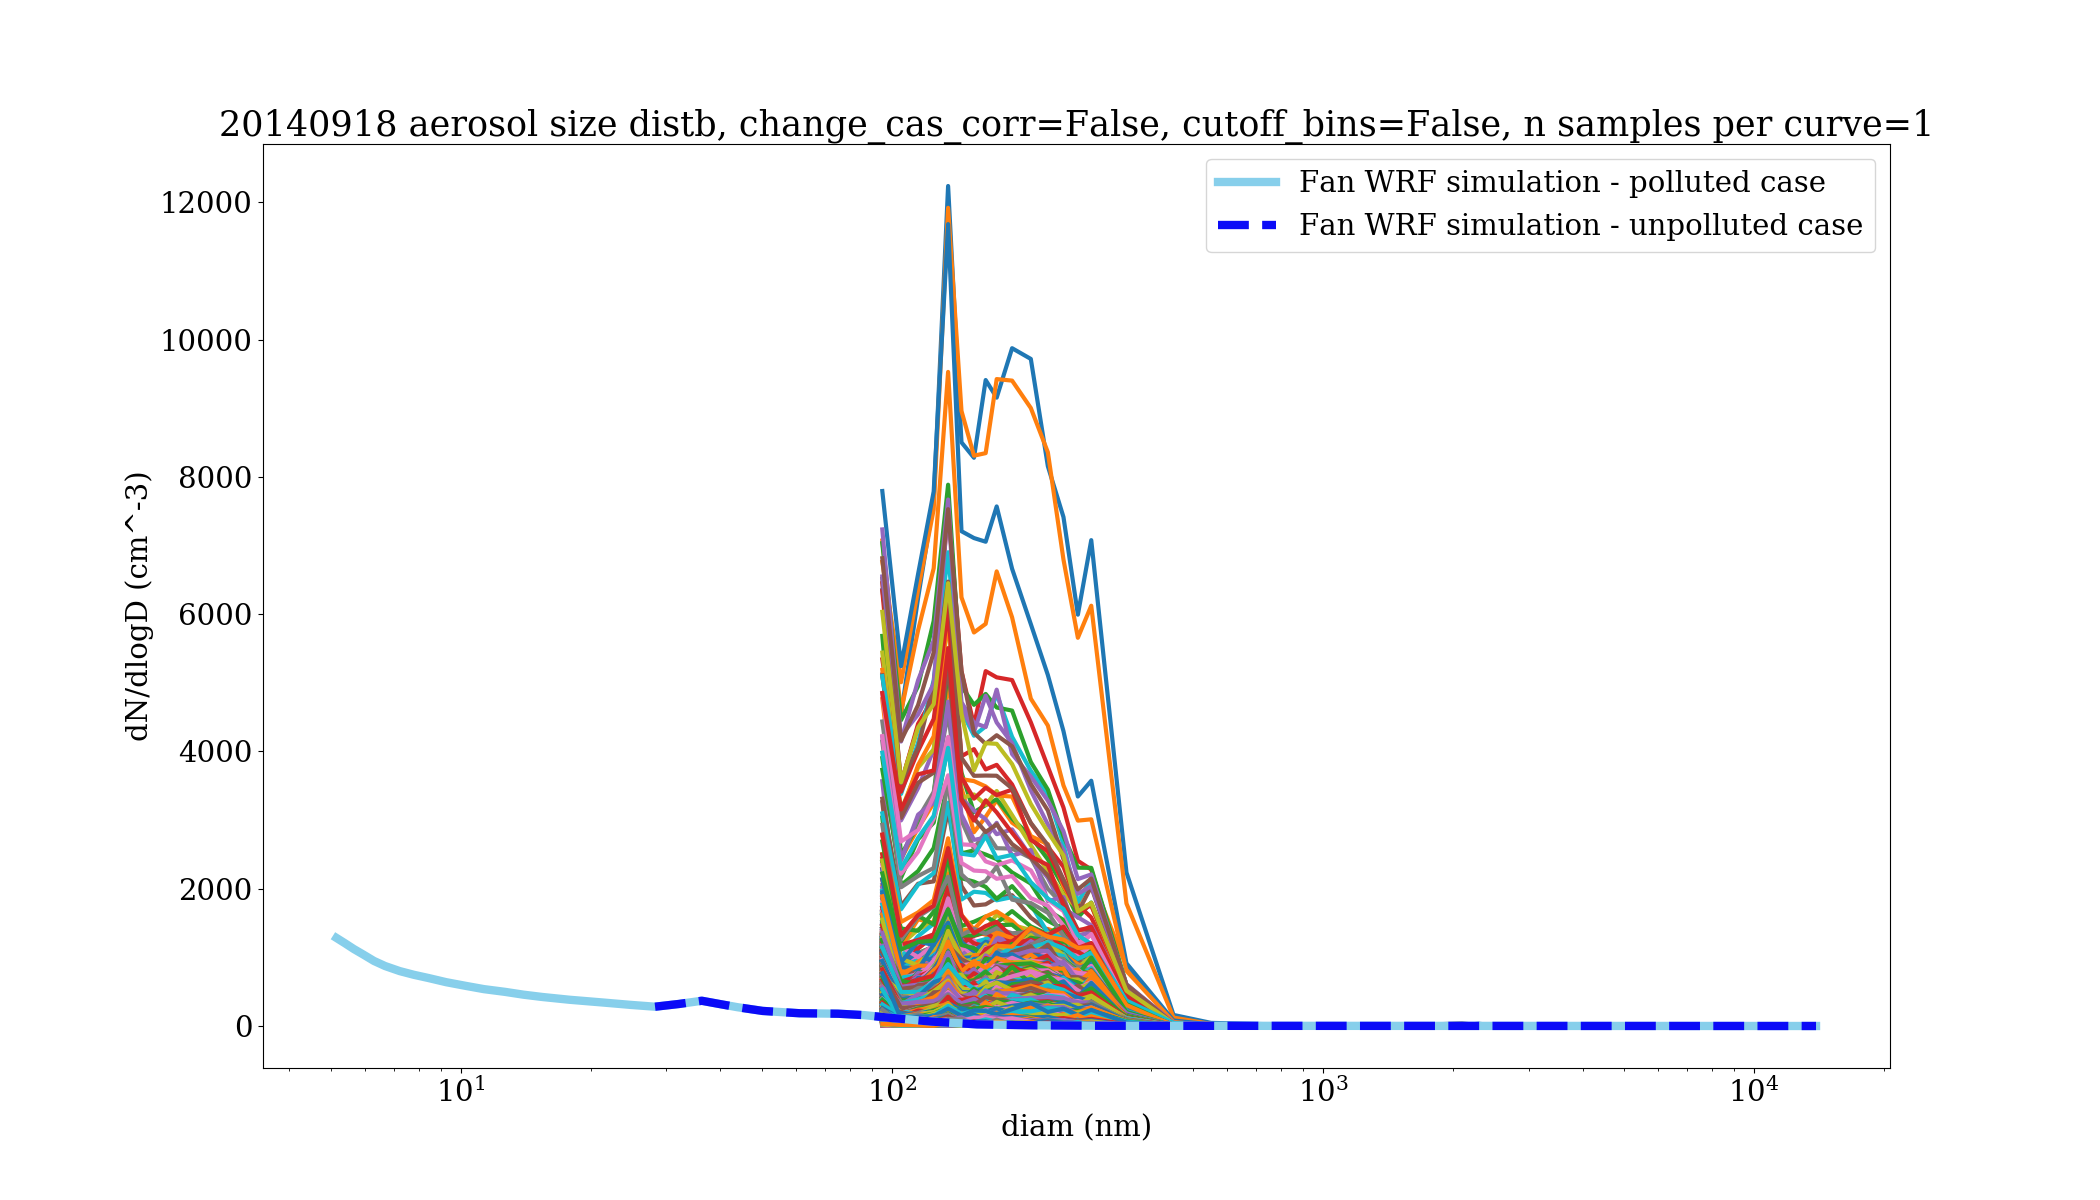 20140918 aerosol size distb, change_cas_corr=False, cutoff_bins=False, n samples per curve=1
Fan WRF simulation - polluted case
Fan WRF simulation - unpolluted case
dN/dlogD (cm^-3)
12000
10000
8000
6000
4000
2000
0
10¹ 10² 10³ 10⁴
diam (nm)